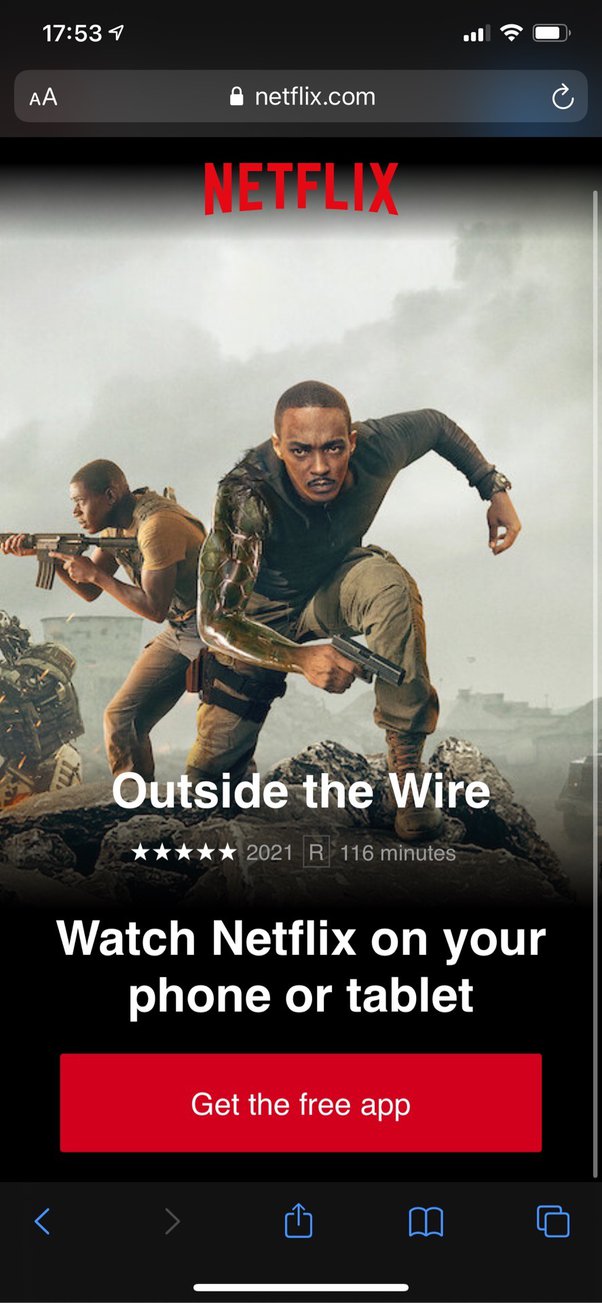 17:53
AA netflix.com
NETFLIX
Outside the Wire
★★★★★ 2021 R 116 minutes
Watch Netflix on your
phone or tablet
Get the free app